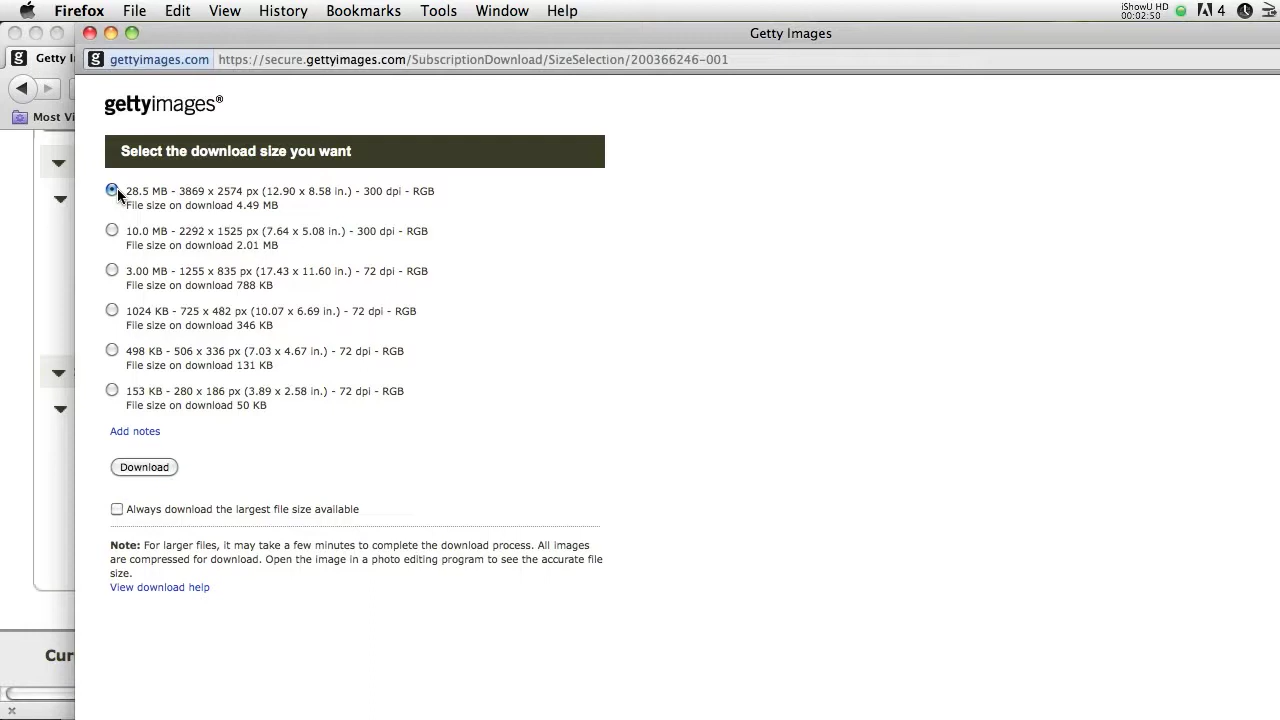 Firefox File Edit View History Bookmarks Tools Window Help
iShowU HD
00:02:50
4
Getty Images
Getty I
gettyimages.com https://secure.gettyimages.com/SubscriptionDownload/SizeSelection/200366246-001
Most Vi
gettyimages®
Select the download size you want
28.5 MB - 3869 x 2574 px (12.90 x 8.58 in.) - 300 dpi - RGB
File size on download 4.49 MB
10.0 MB - 2292 x 1525 px (7.64 x 5.08 in.) - 300 dpi - RGB
File size on download 2.01 MB
3.00 MB - 1255 x 835 px (17.43 x 11.60 in.) - 72 dpi - RGB
File size on download 788 KB
1024 KB - 725 x 482 px (10.07 x 6.69 in.) - 72 dpi - RGB
File size on download 346 KB
498 KB - 506 x 336 px (7.03 x 4.67 in.) - 72 dpi - RGB
File size on download 131 KB
153 KB - 280 x 186 px (3.89 x 2.58 in.) - 72 dpi - RGB
File size on download 50 KB
Add notes
Download
Always download the largest file size available
Note: For larger files, it may take a few minutes to complete the download process. All images
are compressed for download. Open the image in a photo editing program to see the accurate file
size.
View download help
Cur